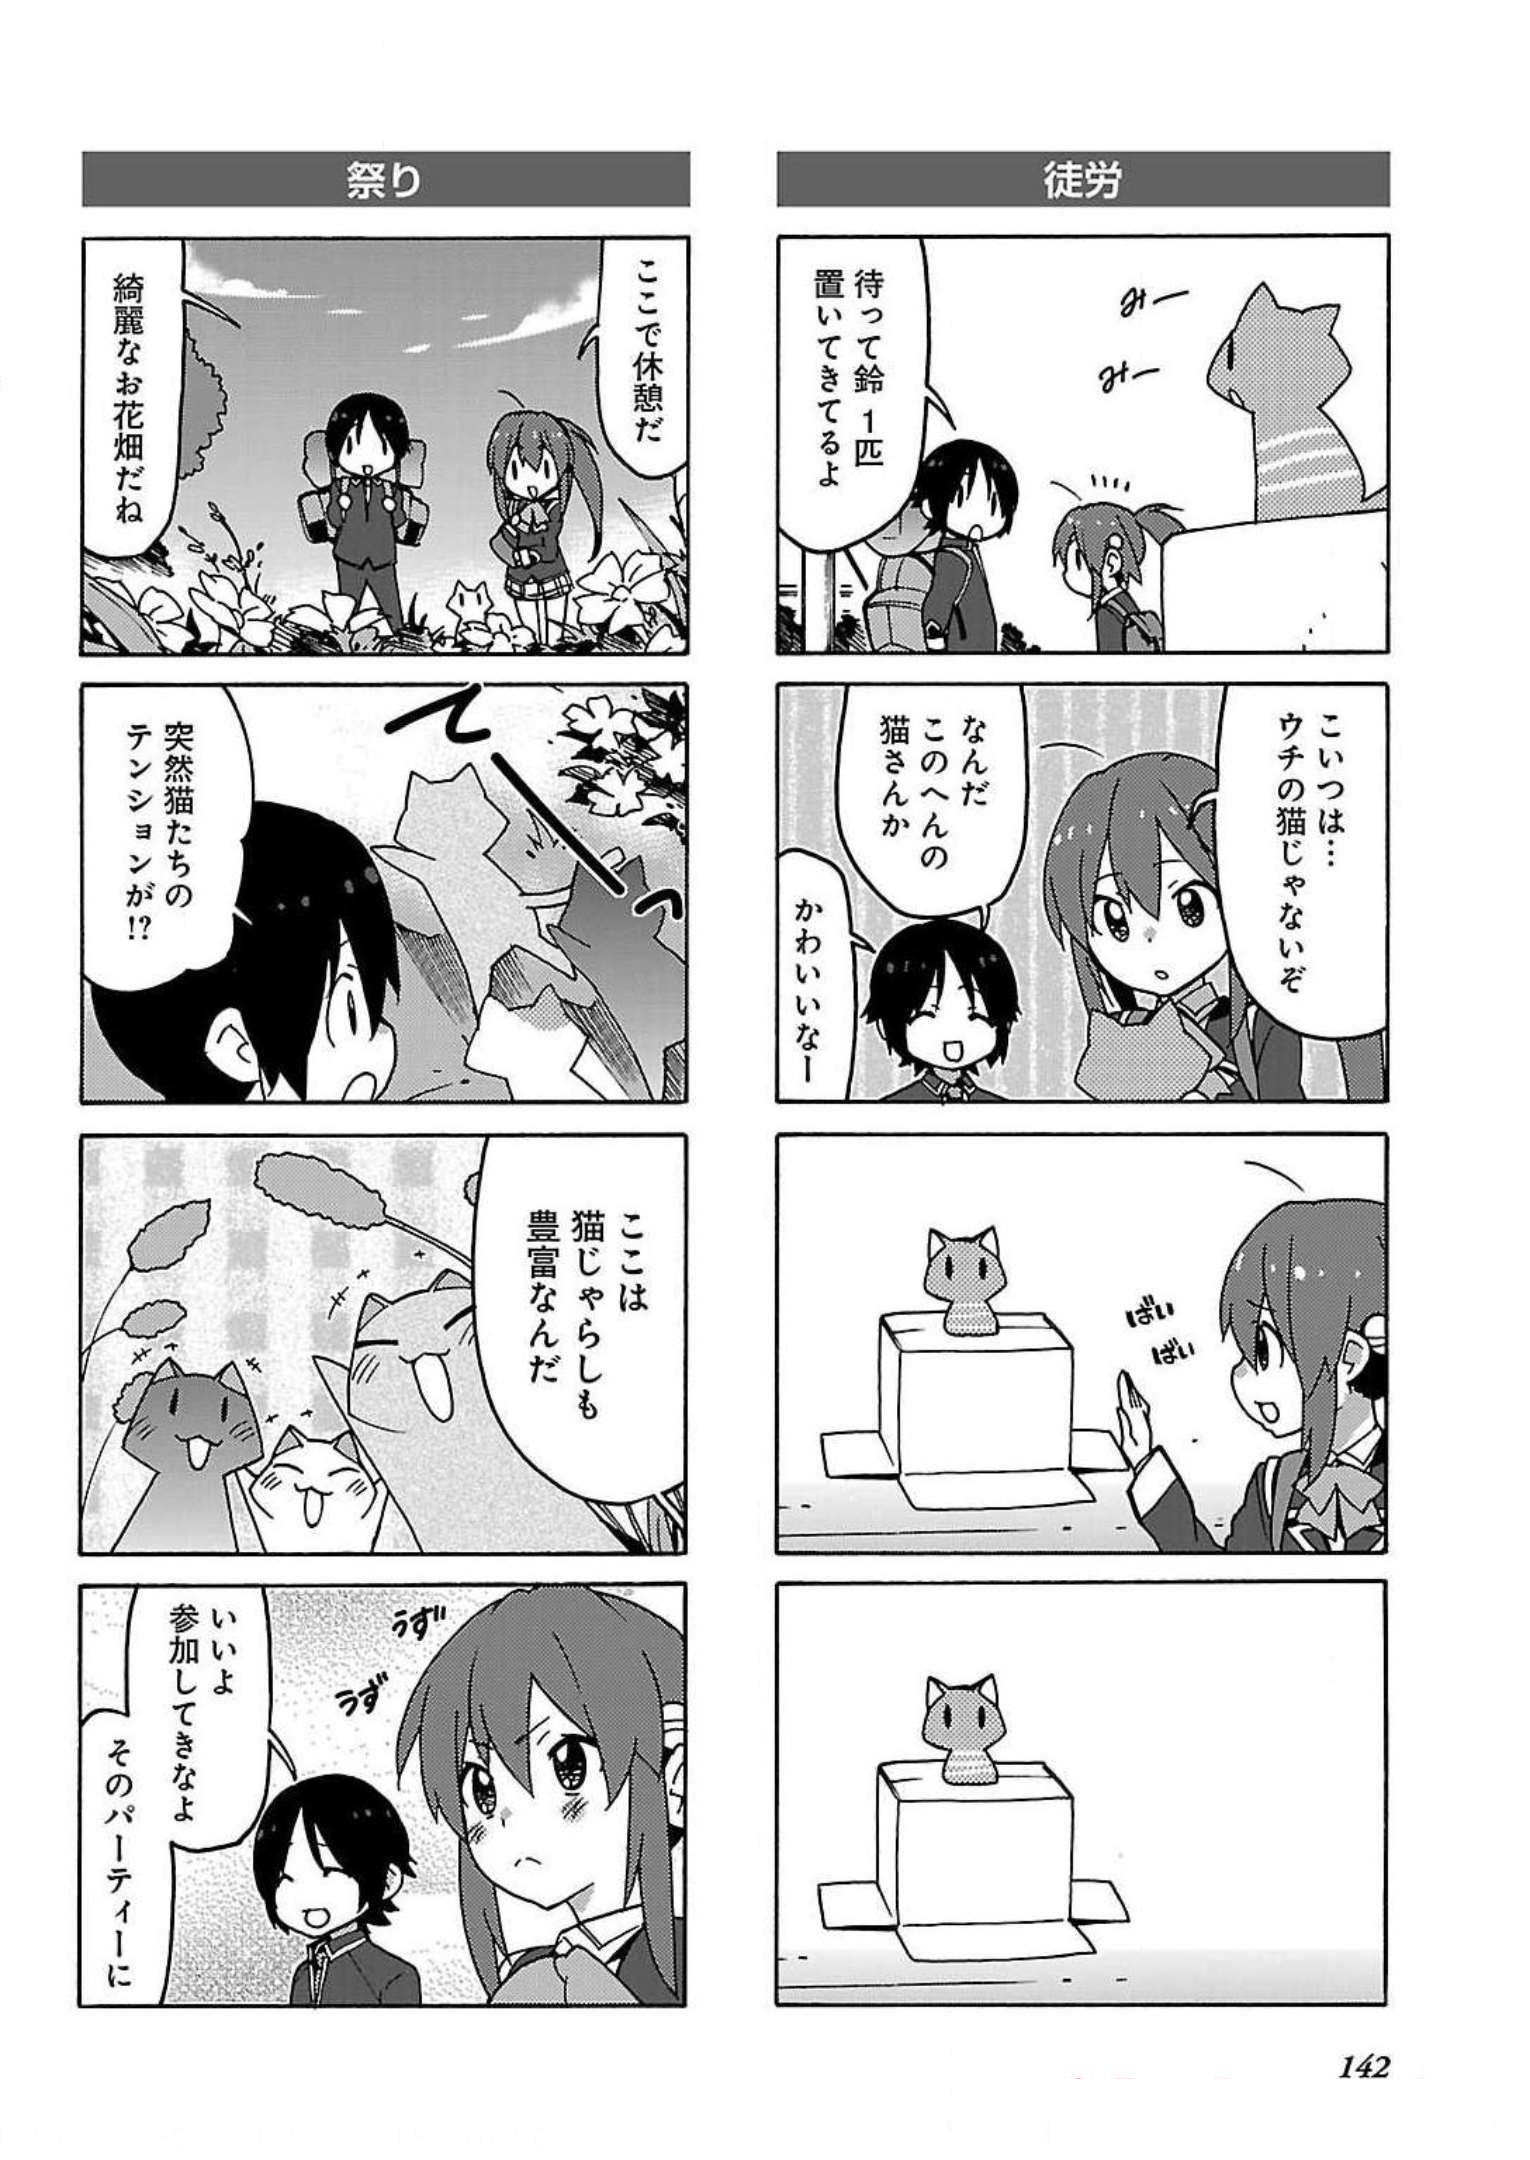 徒労
待って鈴 1匹
置いてきてるよ
みー
みー
こいつは…
ウチの猫じゃないぞ
なんだ
このへんの
猫さんか
かわいいなー
ばい
ばい
祭り
ここで休憩だ
綺麗なお花畑だね
突然猫たちの
テンションが!?
ここは
猫じゃらしも
豊富なんだ
うずっ
うずっ
いいよ
参加してきなよ
そのパーティーに
142